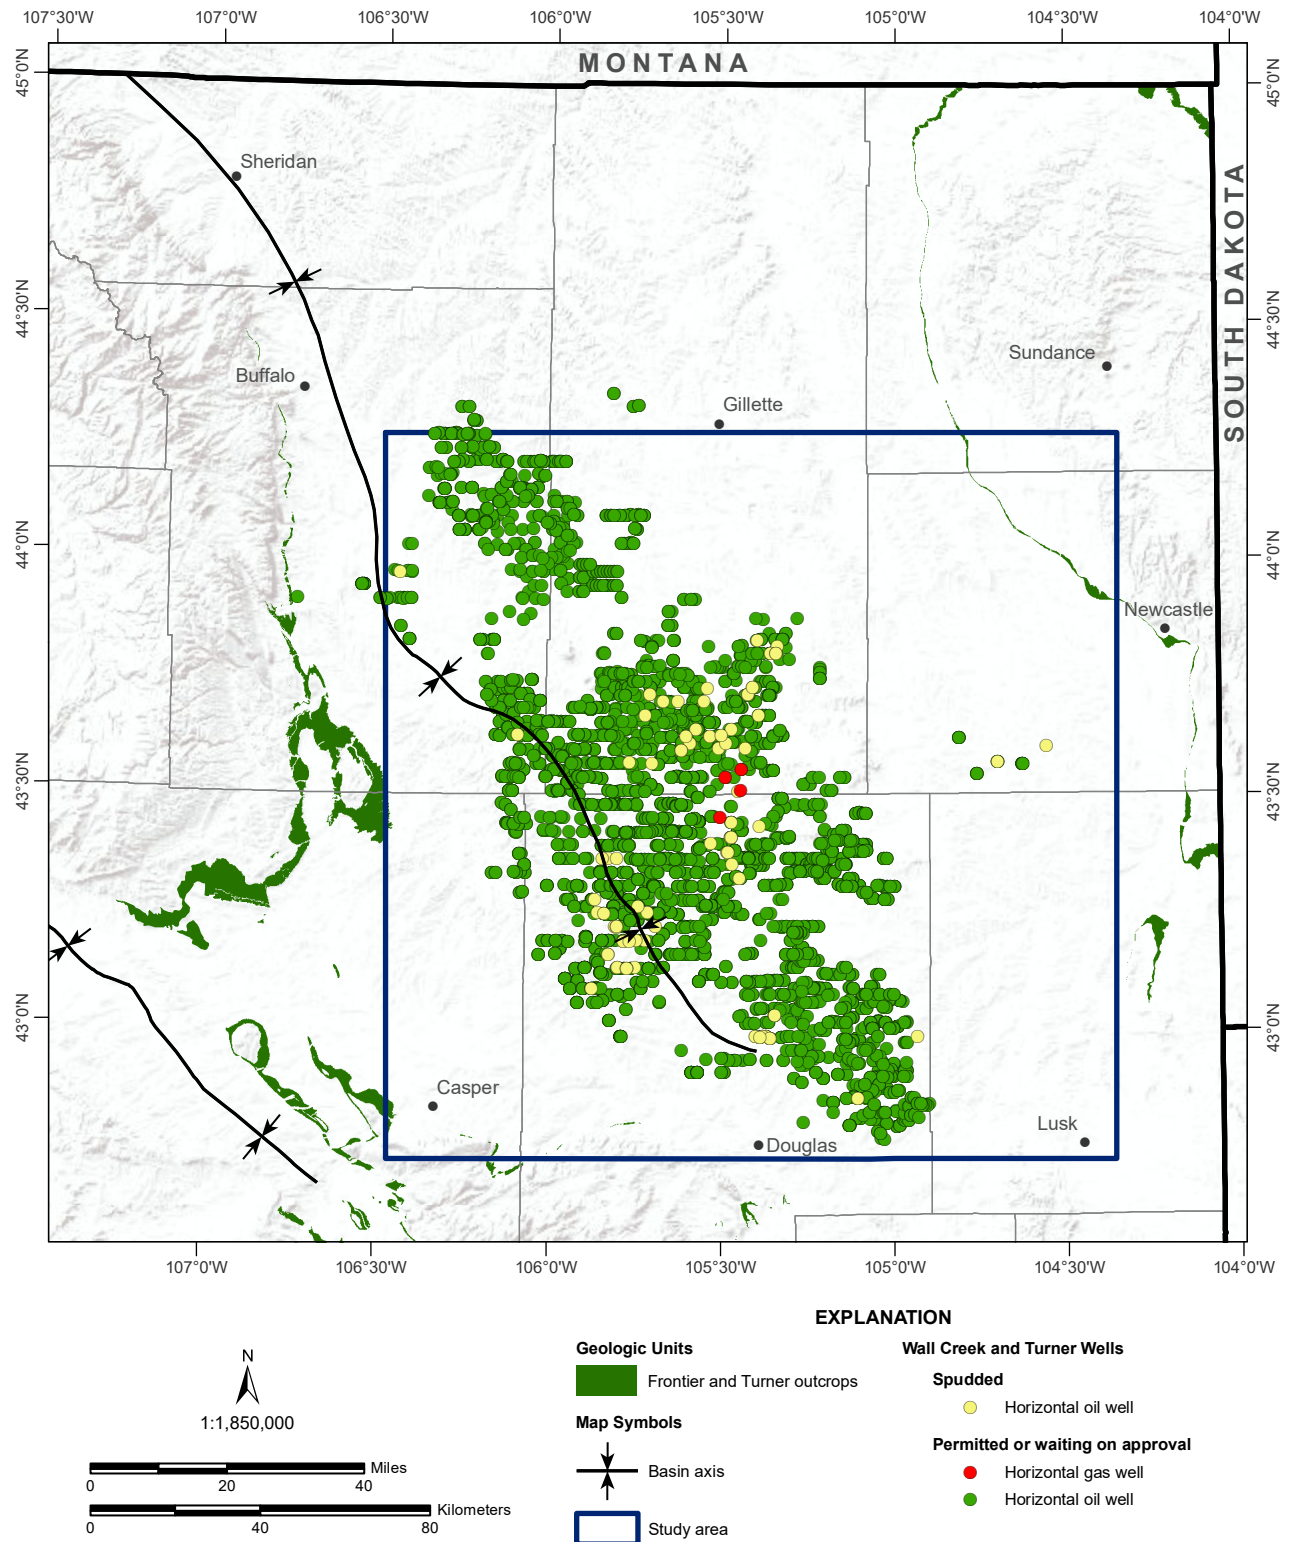 107°30'W 107°0'W 106°30'W 106°0'W 105°30'W 105°0'W 104°30'W 104°0'W
MONTANA
45°0'N
45°0'N
Sheridan
SOUTH DAKOTA
44°30'N
44°30'N
Sundance
Buffalo
Gillette
44°0'N
44°0'N
Newcastle
43°30'N
43°30'N
43°0'N
43°0'N
Casper
Lusk
Douglas
107°0'W 106°30'W 106°0'W 105°30'W 105°0'W 104°30'W 104°0'W
EXPLANATION
N
1:1,850,000
Miles
0 20 40
Kilometers
0 40 80
Geologic Units
Frontier and Turner outcrops
Map Symbols
Basin axis
Study area
Wall Creek and Turner Wells
Spudded
Horizontal oil well
Permitted or waiting on approval
Horizontal gas well
Horizontal oil well